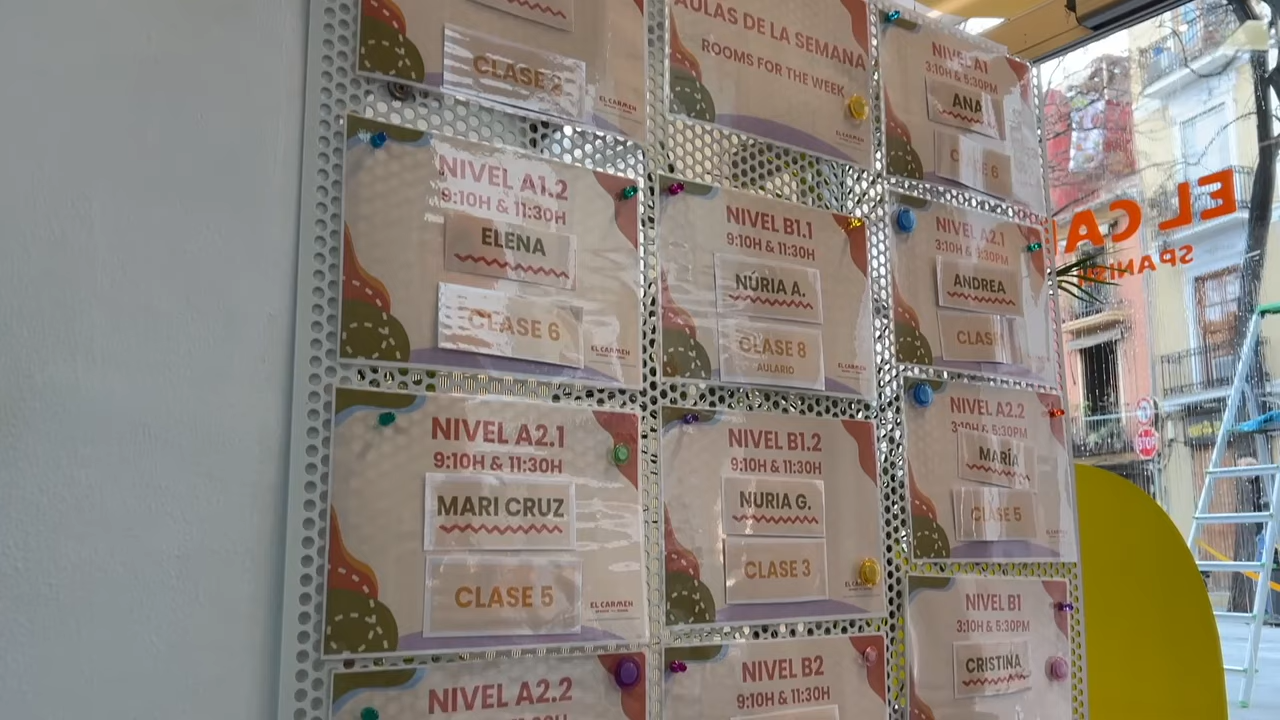 CLASE 2
EL CARMEN
AULAS DE LA SEMANA
ROOMS FOR THE WEEK
EL CARMEN
NIVEL A1
3:10H & 5:30PM
ANA
CLASE 6
NIVEL A1.2
9:10H & 11:30H
ELENA
CLASE 6
EL CARMEN
NIVEL B1.1
9:10H & 11:30H
NÚRIA A.
CLASE 8
AULARIO
EL CARMEN
NIVEL A2.1
3:10H & 5:30PM
ANDREA
CLASE
NIVEL A2.1
9:10H & 11:30H
MARI CRUZ
CLASE 5
EL CARMEN
NIVEL B1.2
9:10H & 11:30H
NURIA G.
CLASE 3
EL CARMEN
NIVEL A2.2
3:10H & 5:30PM
MARÍA
CLASE 5
NIVEL A2.2
NIVEL B2
9:10H & 11:30H
NIVEL B1
3:10H & 5:30PM
CRISTINA
EL CA
SPANISH
STOP